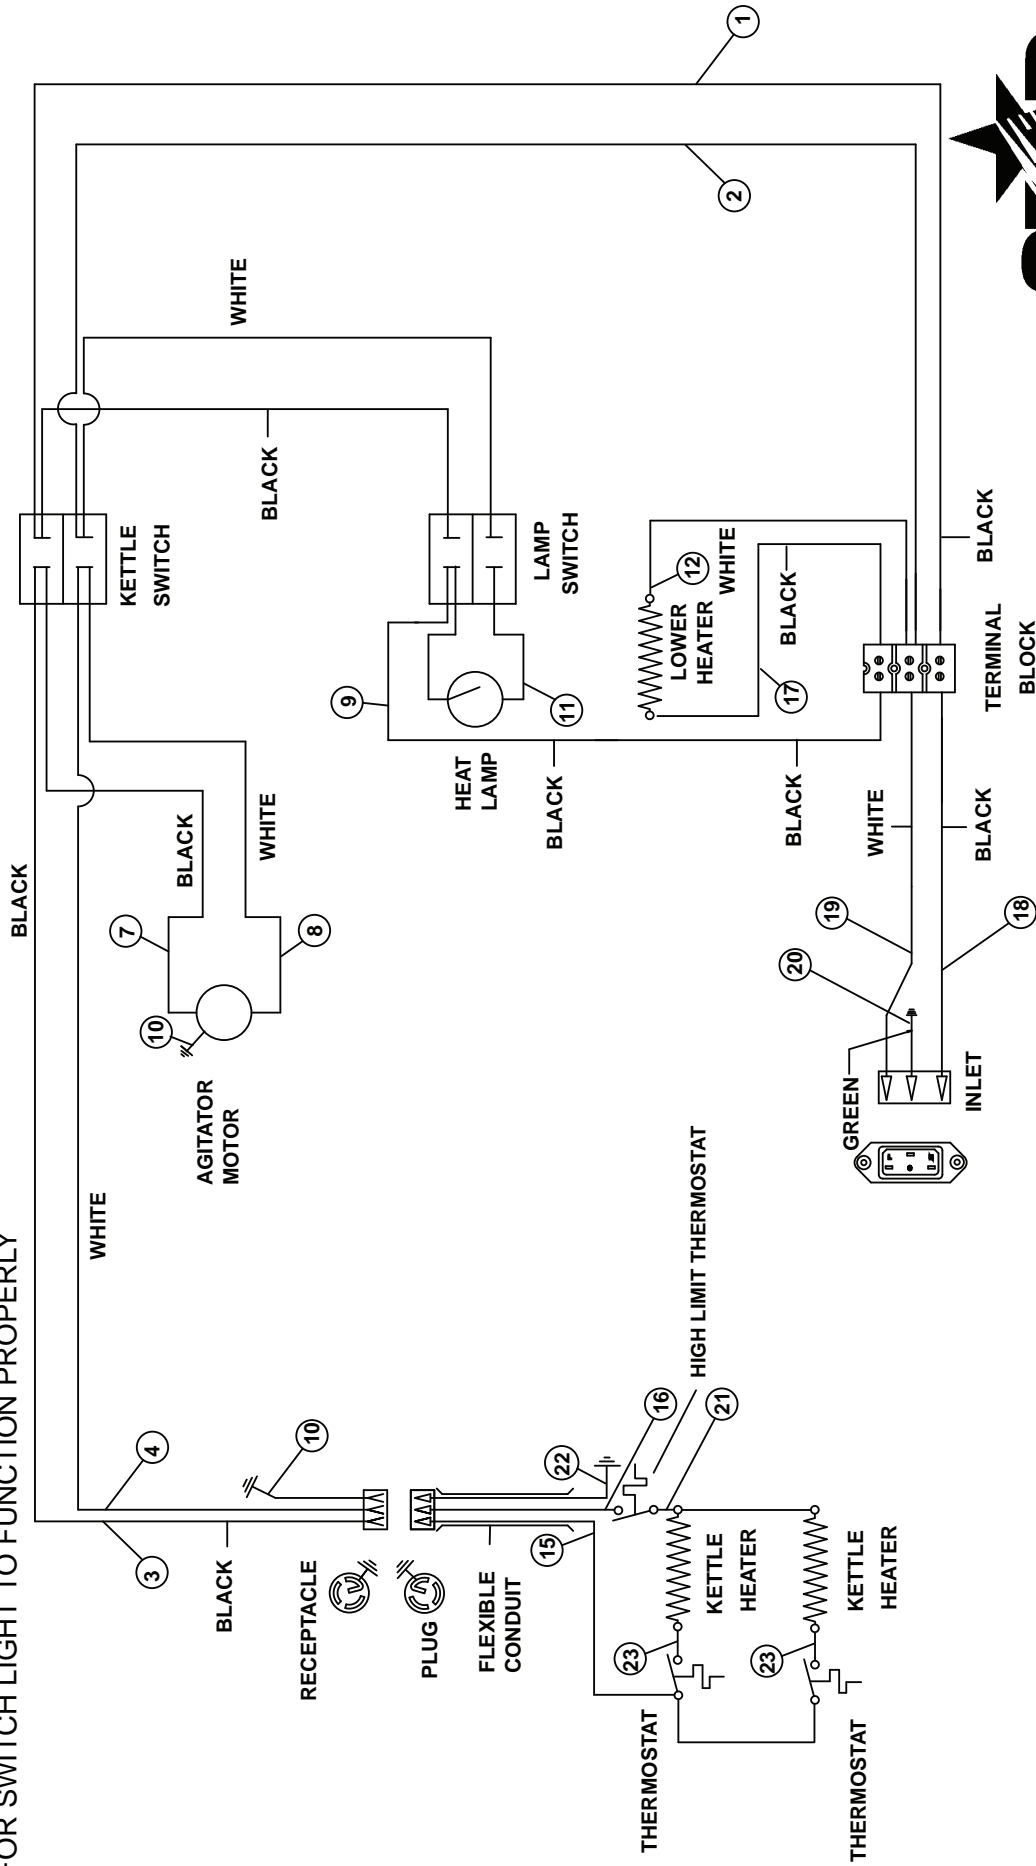 OR SWITCH LIGHT TO FUNCTION PROPERLY
BLACK
WHITE
3
4
BLACK
10
RECEPTACLE
PLUG
FLEXIBLE
CONDUIT
15
22
16
21
HIGH LIMIT THERMOSTAT
KETTLE
HEATER
KETTLE
HEATER
23
23
THERMOSTAT
THERMOSTAT
AGITATOR
MOTOR
10
7
8
BLACK
WHITE
KETTLE
SWITCH
BLACK
WHITE
1
2
LAMP
SWITCH
9
11
HEAT
LAMP
BLACK
BLACK
LOWER
HEATER
12
WHITE
BLACK
17
TERMINAL
BLOCK
BLACK
WHITE
BLACK
19
20
18
GREEN
INLET